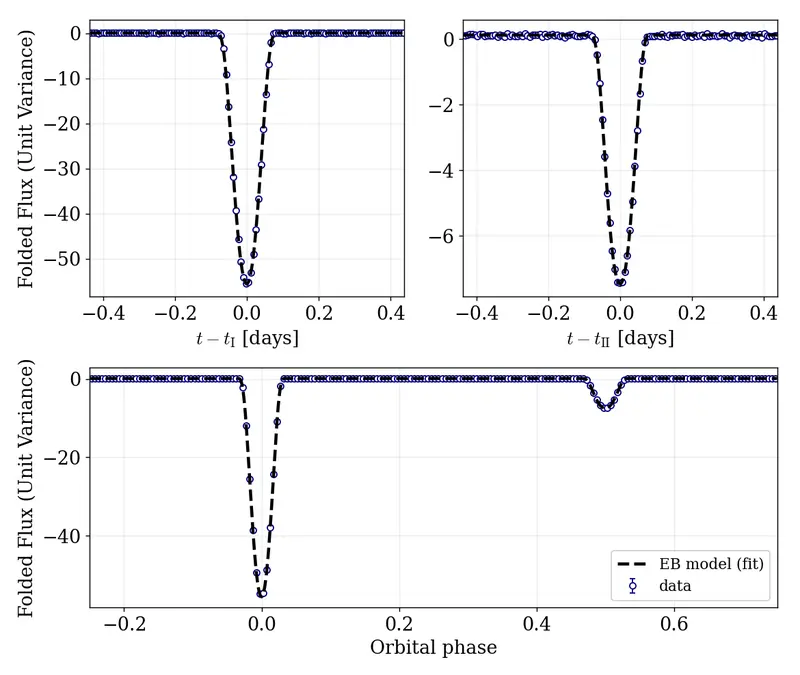 Folded Flux (Unit Variance)
0
−10
−20
−30
−40
−50
−0.4 −0.2 0.0 0.2 0.4
t − t_I [days]
0
−2
−4
−6
−0.4 −0.2 0.0 0.2 0.4
t − t_II [days]
Folded Flux (Unit Variance)
0
−20
−40
EB model (fit)
data
−0.2 0.0 0.2 0.4 0.6
Orbital phase